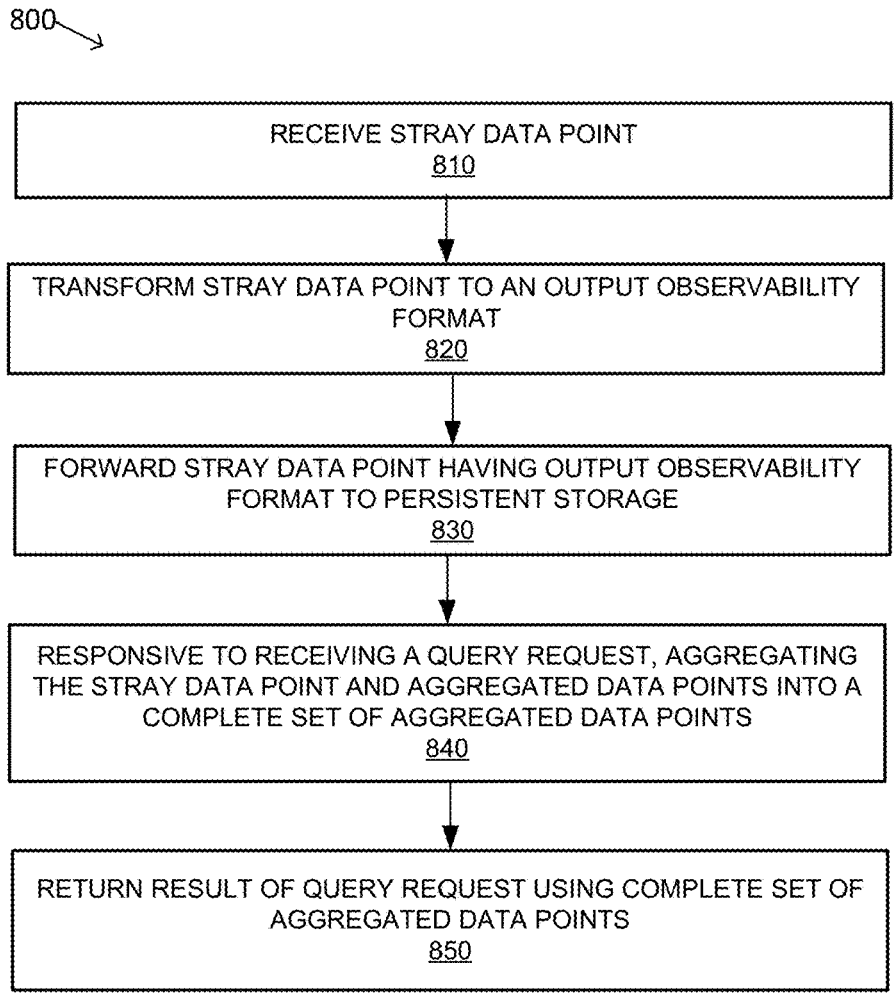 800
RECEIVE STRAY DATA POINT
810
TRANSFORM STRAY DATA POINT TO AN OUTPUT OBSERVABILITY
FORMAT
820
FORWARD STRAY DATA POINT HAVING OUTPUT OBSERVABILITY
FORMAT TO PERSISTENT STORAGE
830
RESPONSIVE TO RECEIVING A QUERY REQUEST, AGGREGATING
THE STRAY DATA POINT AND AGGREGATED DATA POINTS INTO A
COMPLETE SET OF AGGREGATED DATA POINTS
840
RETURN RESULT OF QUERY REQUEST USING COMPLETE SET OF
AGGREGATED DATA POINTS
850